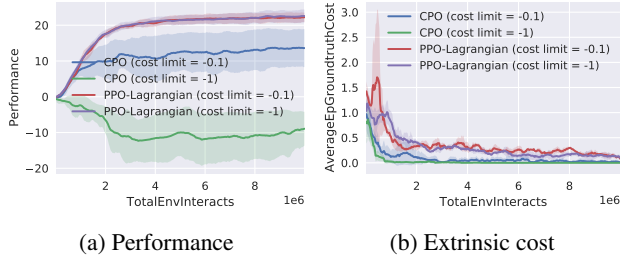 Performance
20
10
0
−10
−20
CPO (cost limit = -0.1)
CPO (cost limit = -1)
PPO-Lagrangian (cost limit = -0.1)
PPO-Lagrangian (cost limit = -1)
2 4 6 8
1e6
TotalEnvInteracts
(a) Performance
AverageEpGroundtruthCost
3.0
2.5
2.0
1.5
1.0
0.5
0.0
CPO (cost limit = -0.1)
CPO (cost limit = -1)
PPO-Lagrangian (cost limit = -0.1)
PPO-Lagrangian (cost limit = -1)
2 4 6 8
1e6
TotalEnvInteracts
(b) Extrinsic cost